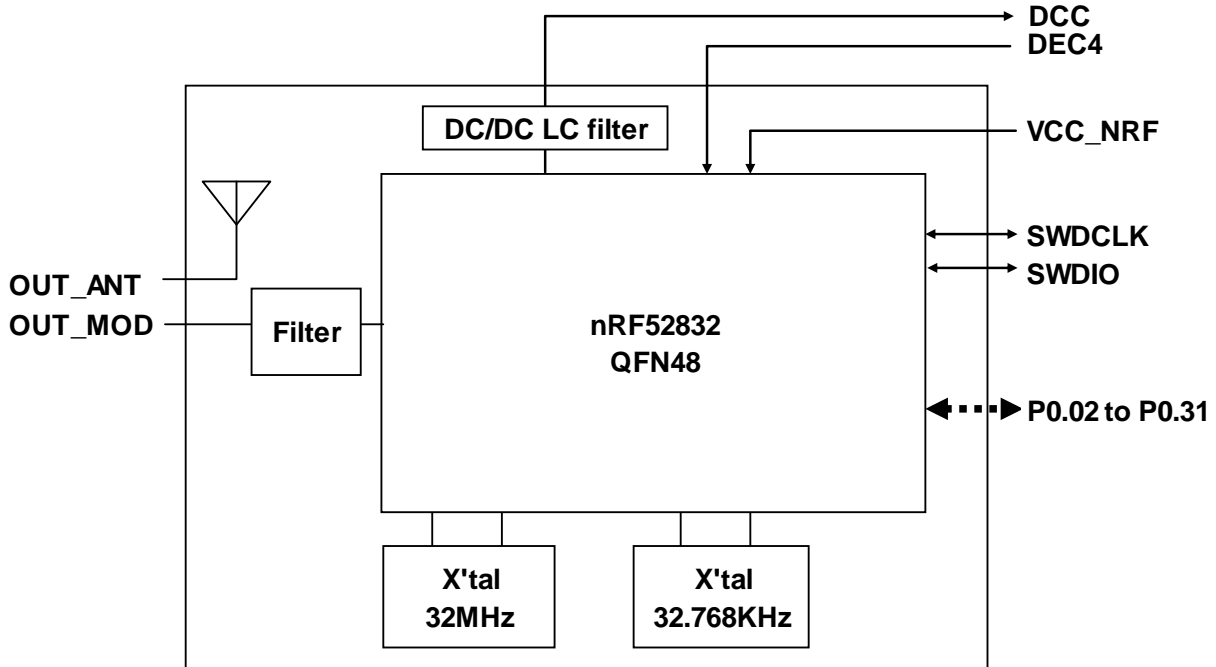 DCC
DEC4
DC/DC LC filter
VCC_NRF
SWDCLK
SWDIO
OUT_ANT
OUT_MOD
Filter
nRF52832
QFN48
P0.02 to P0.31
X'tal
32MHz
X'tal
32.768KHz